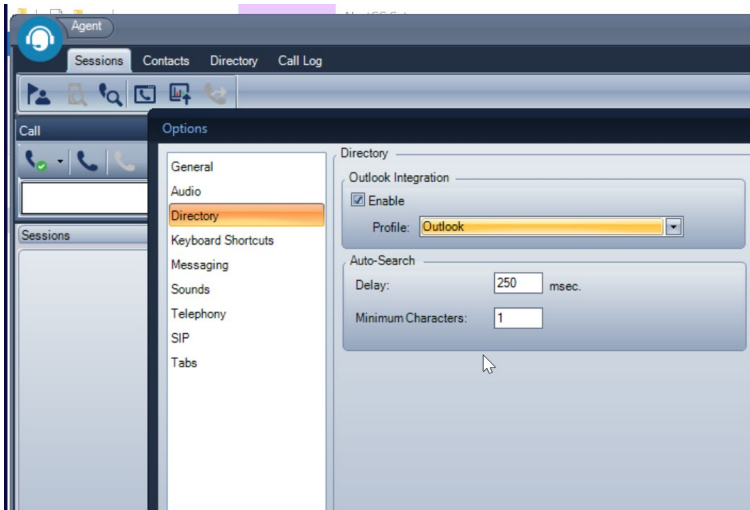 Agent
Sessions Contacts Directory Call Log
Call
Options
Sessions
General
Audio
Directory
Keyboard Shortcuts
Messaging
Sounds
Telephony
SIP
Tabs
Directory
Outlook Integration
Enable
Profile: Outlook
Auto-Search
Delay: 250 msec.
Minimum Characters: 1